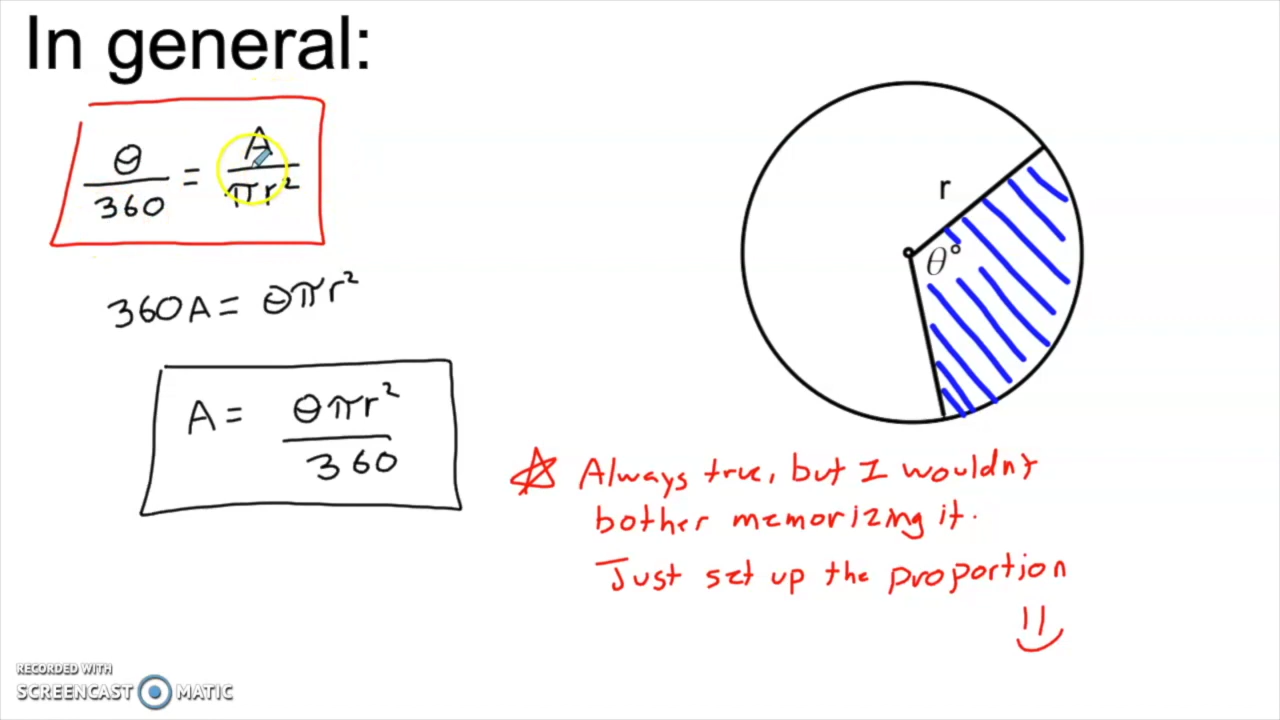 In general:
θ/360 = A/πr²
360A = θπr²
A = θπr²/360
r
θ°
☆ Always true, but I wouldn't
bother memorizing it.
Just set up the proportion
RECORDED WITH
SCREENCAST MATIC